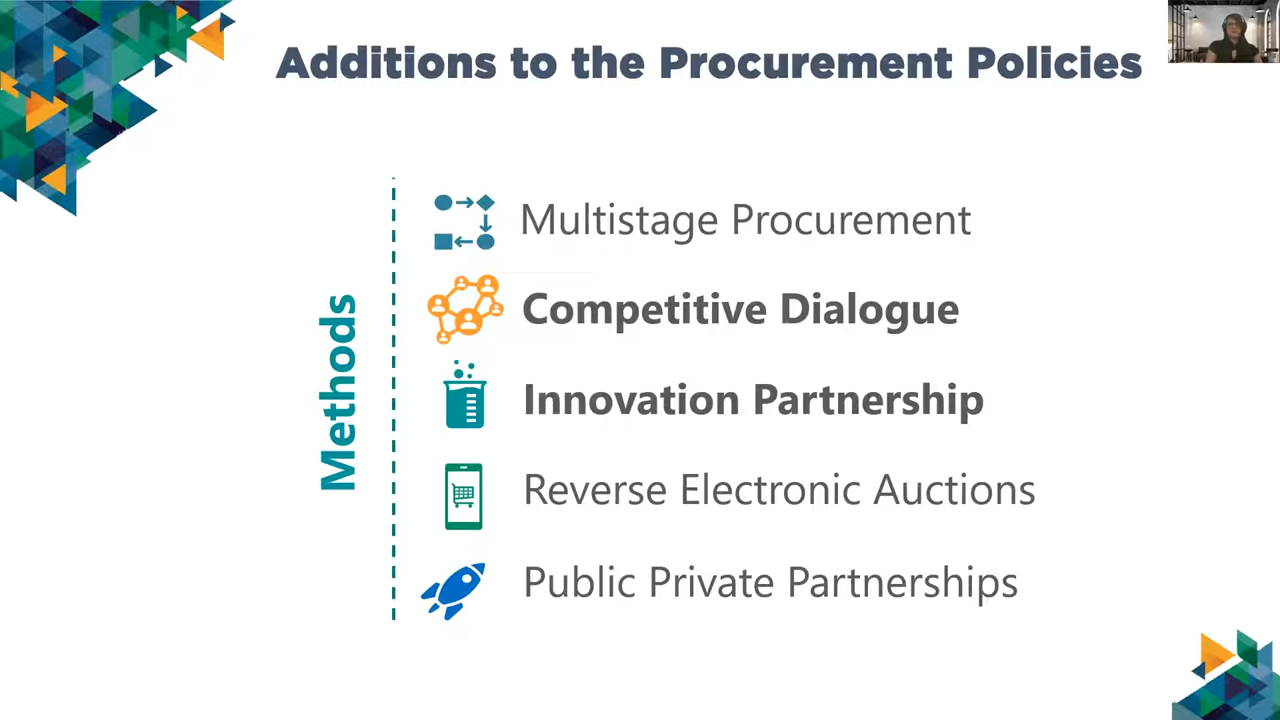 Additions to the Procurement Policies
Methods
Multistage Procurement
Competitive Dialogue
Innovation Partnership
Reverse Electronic Auctions
Public Private Partnerships